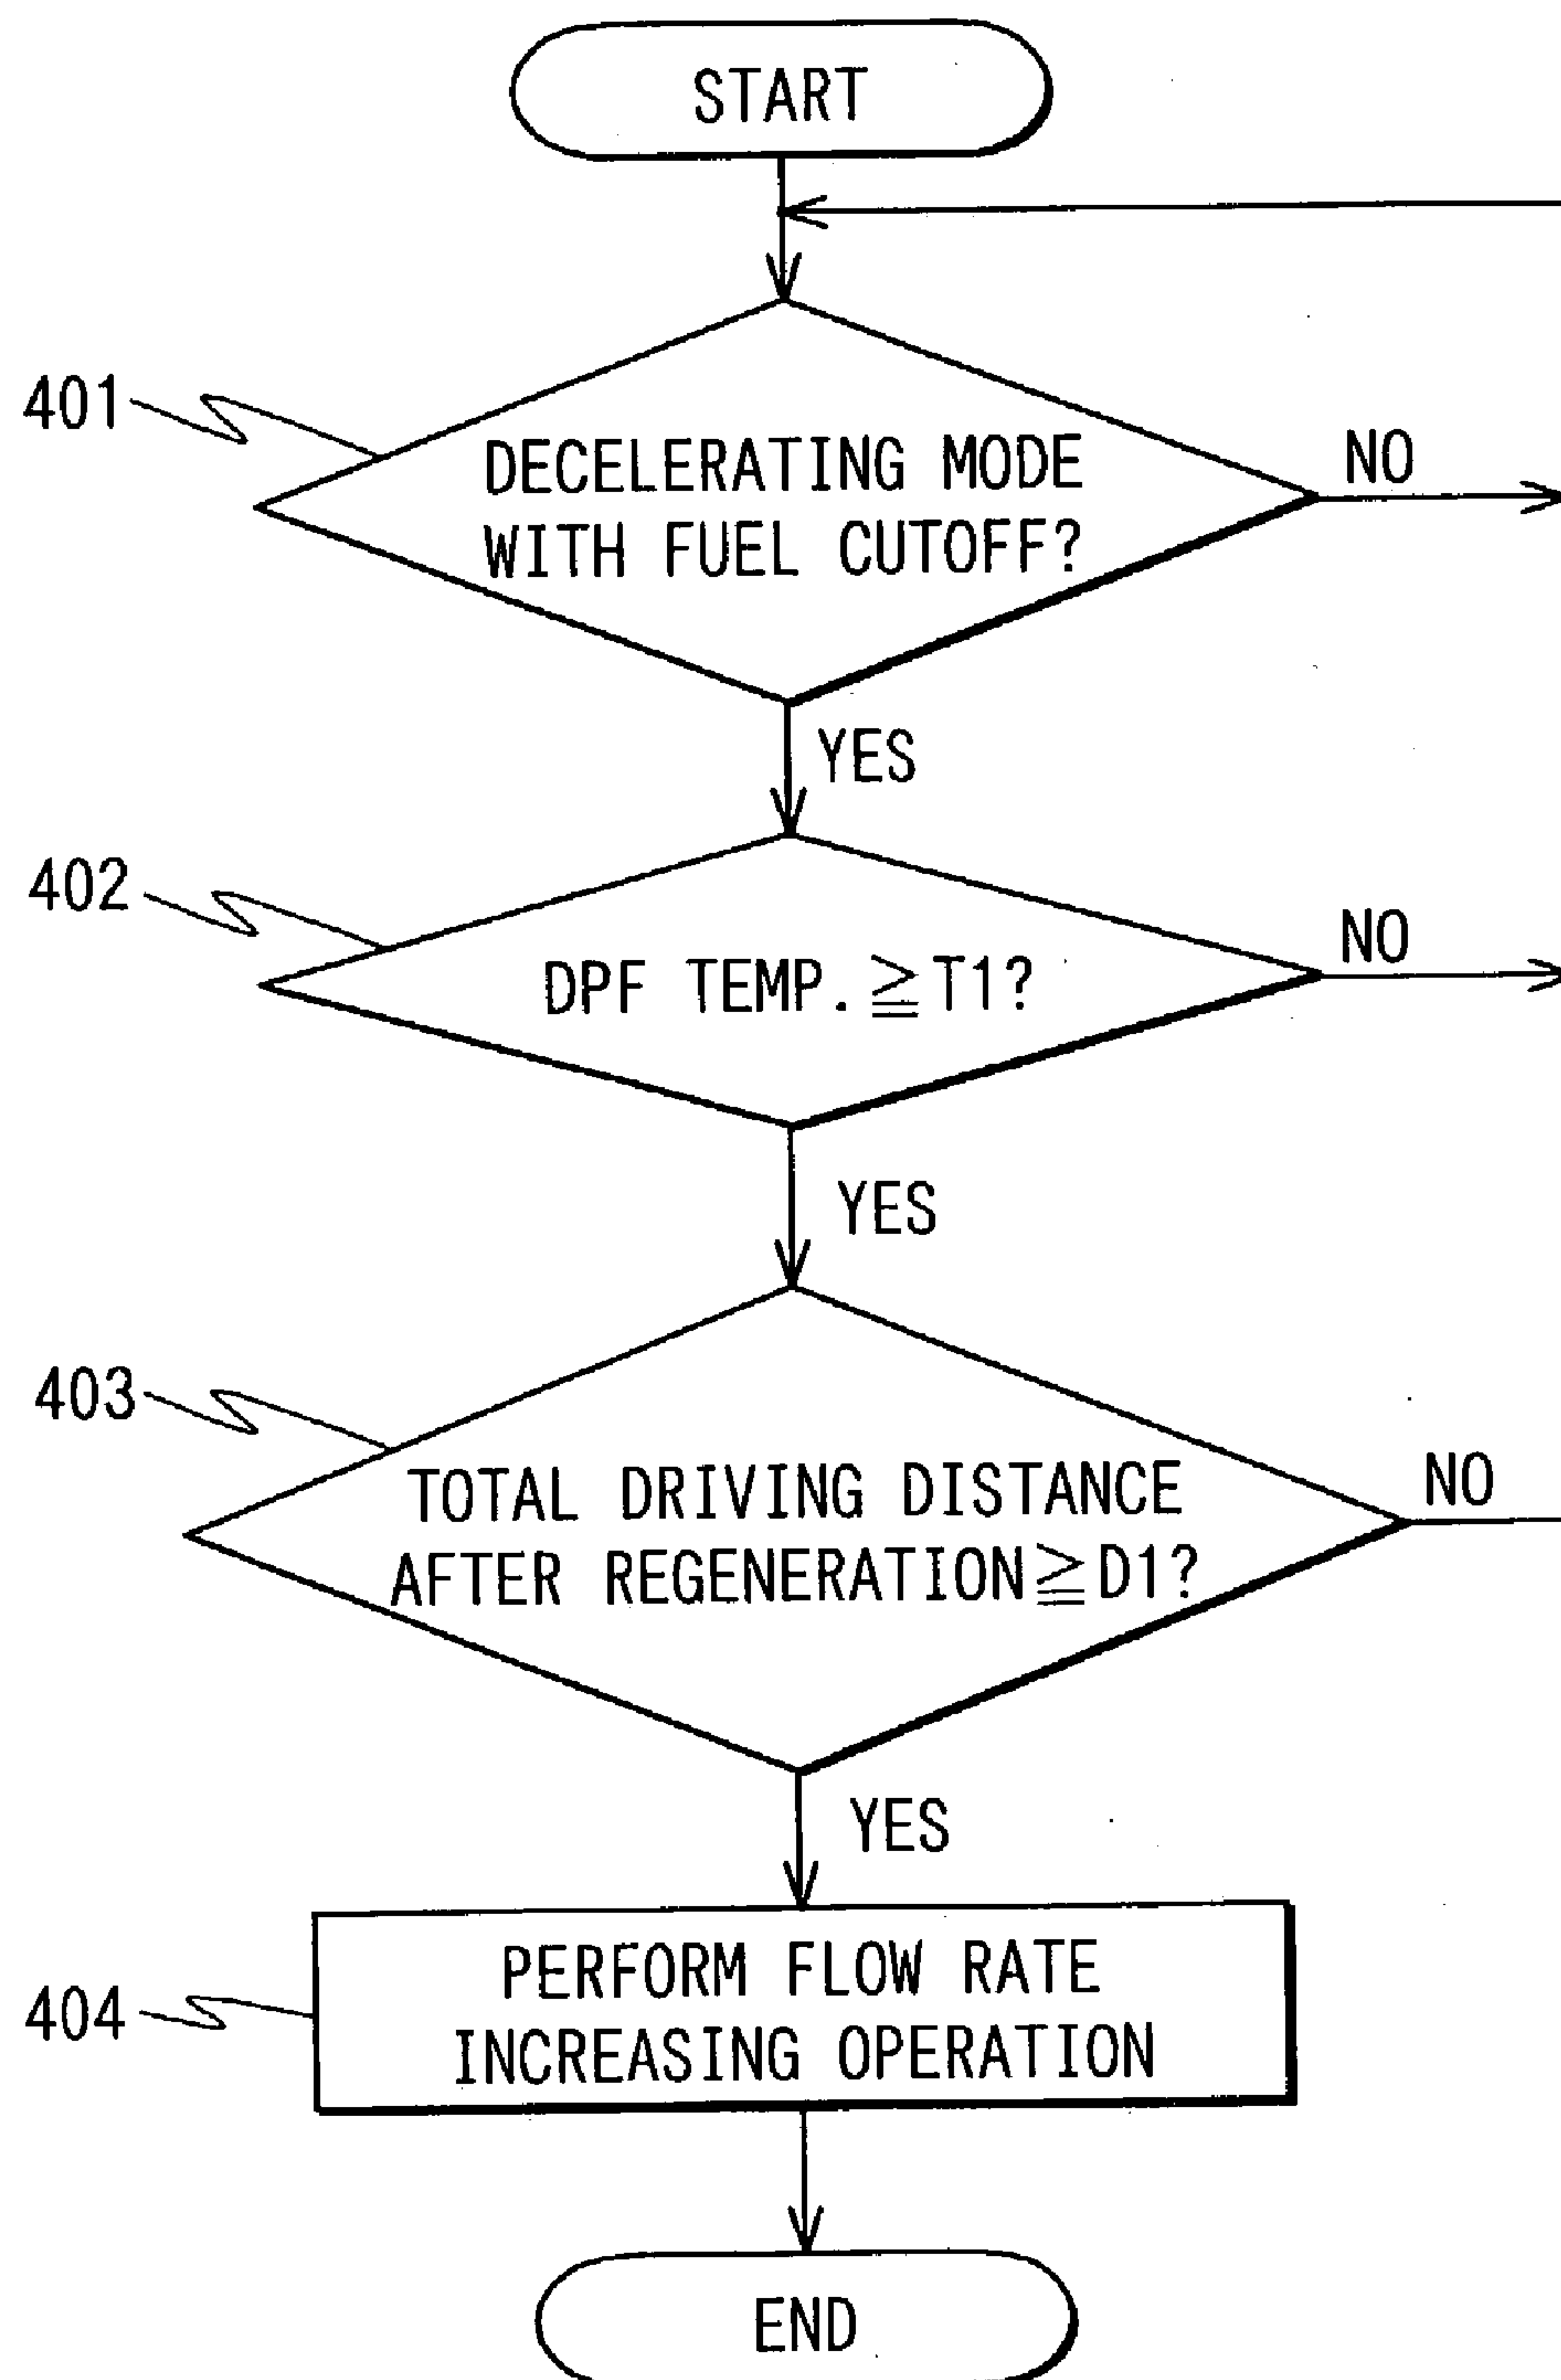 START
401
DECELERATING MODE
WITH FUEL CUTOFF?
NO
YES
402
DPF TEMP.≧T1?
NO
YES
403
TOTAL DRIVING DISTANCE
AFTER REGENERATION≧D1?
NO
YES
404
PERFORM FLOW RATE
INCREASING OPERATION
END